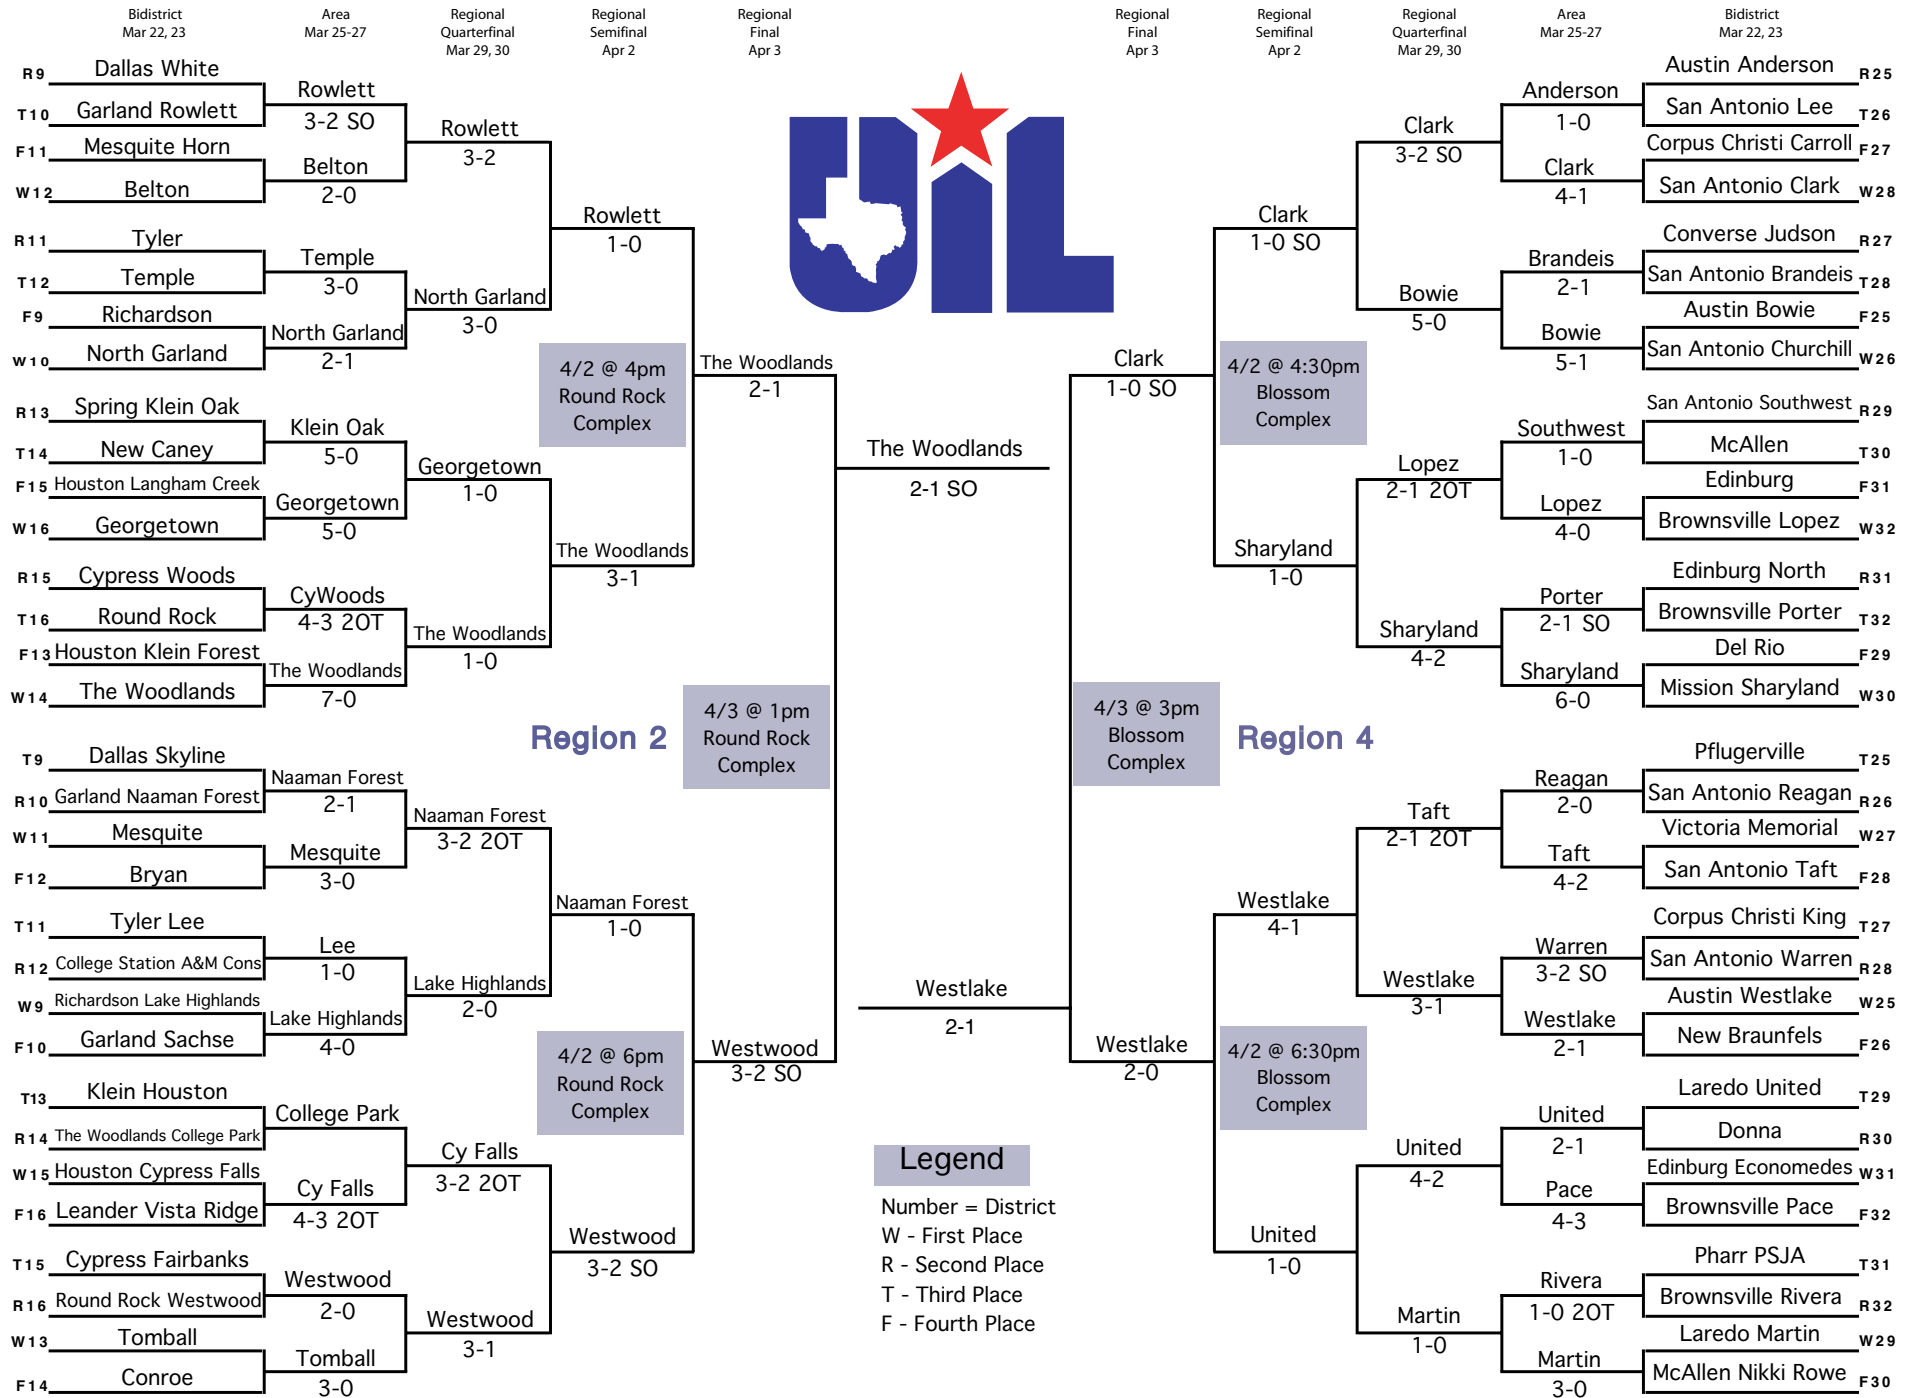 Bidistrict
Mar 22, 23
Area
Mar 25-27
Regional
Quarterfinal
Mar 29, 30
Regional
Semifinal
Apr 2
Regional
Final
Apr 3
Regional
Final
Apr 3
Regional
Semifinal
Apr 2
Regional
Quarterfinal
Mar 29, 30
Area
Mar 25-27
Bidistrict
Mar 22, 23
R9 Dallas White
T10 Garland Rowlett
F11 Mesquite Horn
W12 Belton
R11 Tyler
T12 Temple
F9 Richardson
W10 North Garland
R13 Spring Klein Oak
T14 New Caney
F15 Houston Langham Creek
W16 Georgetown
R15 Cypress Woods
T16 Round Rock
F13 Houston Klein Forest
W14 The Woodlands
T9 Dallas Skyline
R10 Garland Naaman Forest
W11 Mesquite
F12 Bryan
T11 Tyler Lee
R12 College Station A&M Cons
W9 Richardson Lake Highlands
F10 Garland Sachse
T13 Klein Houston
R14 The Woodlands College Park
W15 Houston Cypress Falls
F16 Leander Vista Ridge
T15 Cypress Fairbanks
R16 Round Rock Westwood
W13 Tomball
F14 Conroe
Rowlett
3-2 SO
Belton
2-0
Temple
3-0
North Garland
2-1
Klein Oak
5-0
Georgetown
5-0
CyWoods
4-3 2OT
The Woodlands
7-0
Naaman Forest
2-1
Mesquite
3-0
Lee
1-0
Lake Highlands
4-0
College Park
Cy Falls
4-3 2OT
Westwood
2-0
Tomball
3-0
Rowlett
3-2
North Garland
3-0
Georgetown
1-0
The Woodlands
1-0
Naaman Forest
3-2 2OT
Lake Highlands
2-0
Cy Falls
3-2 2OT
Westwood
3-1
Rowlett
1-0
4/2 @ 4pm
Round Rock
Complex
The Woodlands
3-1
Region 2
Naaman Forest
1-0
4/2 @ 6pm
Round Rock
Complex
Westwood
3-2 SO
The Woodlands
2-1
4/3 @ 1pm
Round Rock
Complex
Westwood
3-2 SO
UIL
The Woodlands
2-1 SO
Westlake
2-1
Legend
Number = District
W - First Place
R - Second Place
T - Third Place
F - Fourth Place
Clark
1-0 SO
4/3 @ 3pm
Blossom
Complex
Westlake
2-0
Clark
1-0 SO
4/2 @ 4:30pm
Blossom
Complex
Sharyland
1-0
Region 4
Westlake
4-1
4/2 @ 6:30pm
Blossom
Complex
United
1-0
Clark
3-2 SO
Bowie
5-0
Lopez
2-1 2OT
Sharyland
4-2
Taft
2-1 2OT
Westlake
3-1
United
4-2
Martin
1-0
Anderson
1-0
Clark
4-1
Brandeis
2-1
Bowie
5-1
Southwest
1-0
Lopez
4-0
Porter
2-1 SO
Sharyland
6-0
Reagan
2-0
Taft
4-2
Warren
3-2 SO
Westlake
2-1
United
2-1
Pace
4-3
Rivera
1-0 2OT
Martin
3-0
Austin Anderson R25
San Antonio Lee T26
Corpus Christi Carroll F27
San Antonio Clark W28
Converse Judson R27
San Antonio Brandeis T28
Austin Bowie F25
San Antonio Churchill W26
San Antonio Southwest R29
McAllen T30
Edinburg F31
Brownsville Lopez W32
Edinburg North R31
Brownsville Porter T32
Del Rio F29
Mission Sharyland W30
Pflugerville T25
San Antonio Reagan R26
Victoria Memorial W27
San Antonio Taft F28
Corpus Christi King T27
San Antonio Warren R28
Austin Westlake W25
New Braunfels F26
Laredo United T29
Donna R30
Edinburg Economedes W31
Brownsville Pace F32
Pharr PSJA T31
Brownsville Rivera R32
Laredo Martin W29
McAllen Nikki Rowe F30